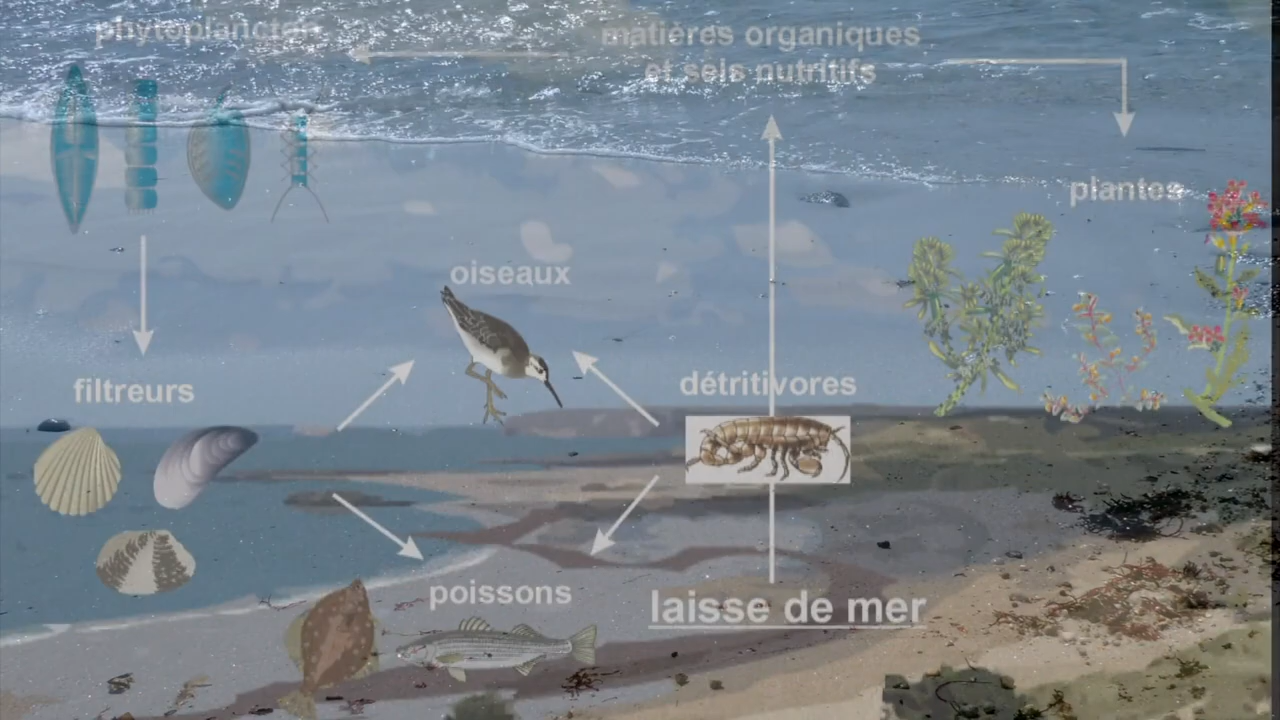 phytoplancton
matières organiques
et sels nutritifs
plantes
oiseaux
filtreurs
détritivores
poissons
laisse de mer